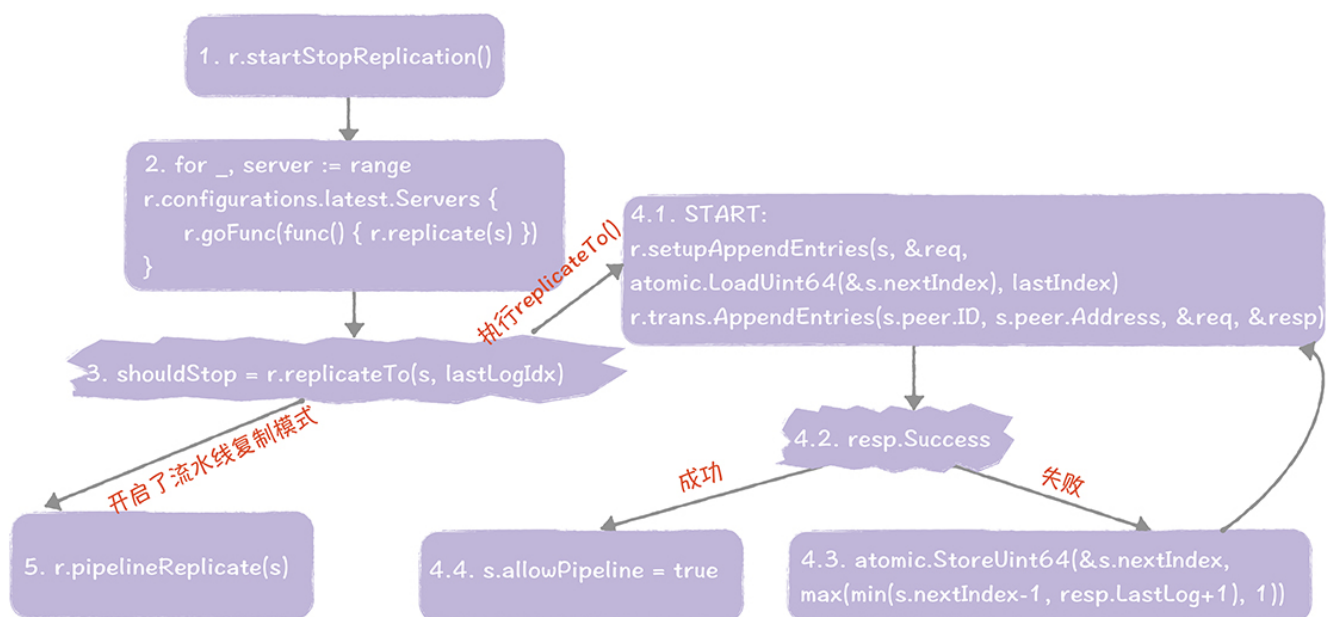 1. r.startStopReplication()
2. for _, server := range
r.configurations.latest.Servers {
r.goFunc(func() { r.replicate(s) })
}
执行replicateTo()
3. shouldStop = r.replicateTo(s, lastLogIdx)
4.1. START:
r.setupAppendEntries(s, &req,
atomic.LoadUint64(&s.nextIndex), lastIndex)
r.trans.AppendEntries(s.peer.ID, s.peer.Address, &req, &resp)
4.2. resp.Success
成功
失败
4.3. atomic.StoreUint64(&s.nextIndex,
max(min(s.nextIndex-1, resp.LastLog+1), 1))
4.4. s.allowPipeline = true
开启了流水线复制模式
5. r.pipelineReplicate(s)